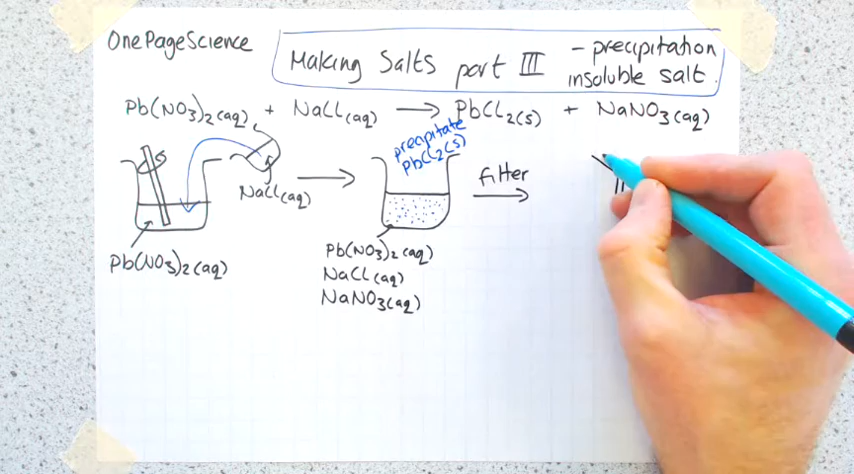 OnePageScience
Making Salts part III
- precipitation
insoluble salt.
Pb(NO3)2(aq) + NaCl(aq) → PbCl2(s) + NaNO3(aq)
precipitate
PbCl2(s)
filter
NaCl(aq)
Pb(NO3)2(aq)
Pb(NO3)2(aq)
NaCl(aq)
NaNO3(aq)